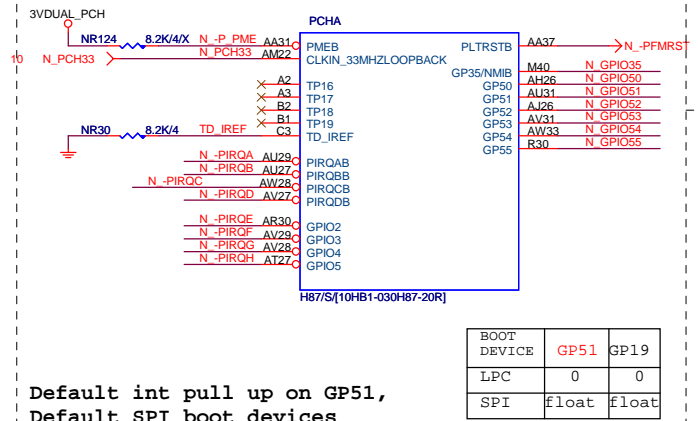 3VDUAL_PCH
PCHA
NR124 8.2K/4/X N_-P_PME AA31 PMEB PLTRSTB AA37 N_-PFMRST
10 N_PCH33 N_PCH33 AM22 CLKIN_33MHZLOOPBACK
GP35/NMIB M40 N_GPIO35
A2 TP16 GP50 AH26 N_GPIO50
A3 TP17 GP51 AU31 N_GPIO51
B2 TP18 GP52 AJ26 N_GPIO52
B1 TP19 GP53 AV31 N_GPIO53
NR30 8.2K/4 TD_IREF C3 TD_IREF GP54 AW33 N_GPIO54
GP55 R30 N_GPIO55
N_-PIRQA AU29 PIRQAB
N_-PIRQB AU27 PIRQBB
N_-PIRQC AW28 PIRQCB
N_-PIRQD AV27 PIRQDB
N_-PIRQE AR30 GPIO2
N_-PIRQF AV29 GPIO3
N_-PIRQG AV28 GPIO4
N_-PIRQH AT27 GPIO5
H87/S/[10HB1-030H87-20R]
BOOT
DEVICE GP51 GP19
LPC 0 0
SPI float float
Default int pull up on GP51,
Default SPI boot devices